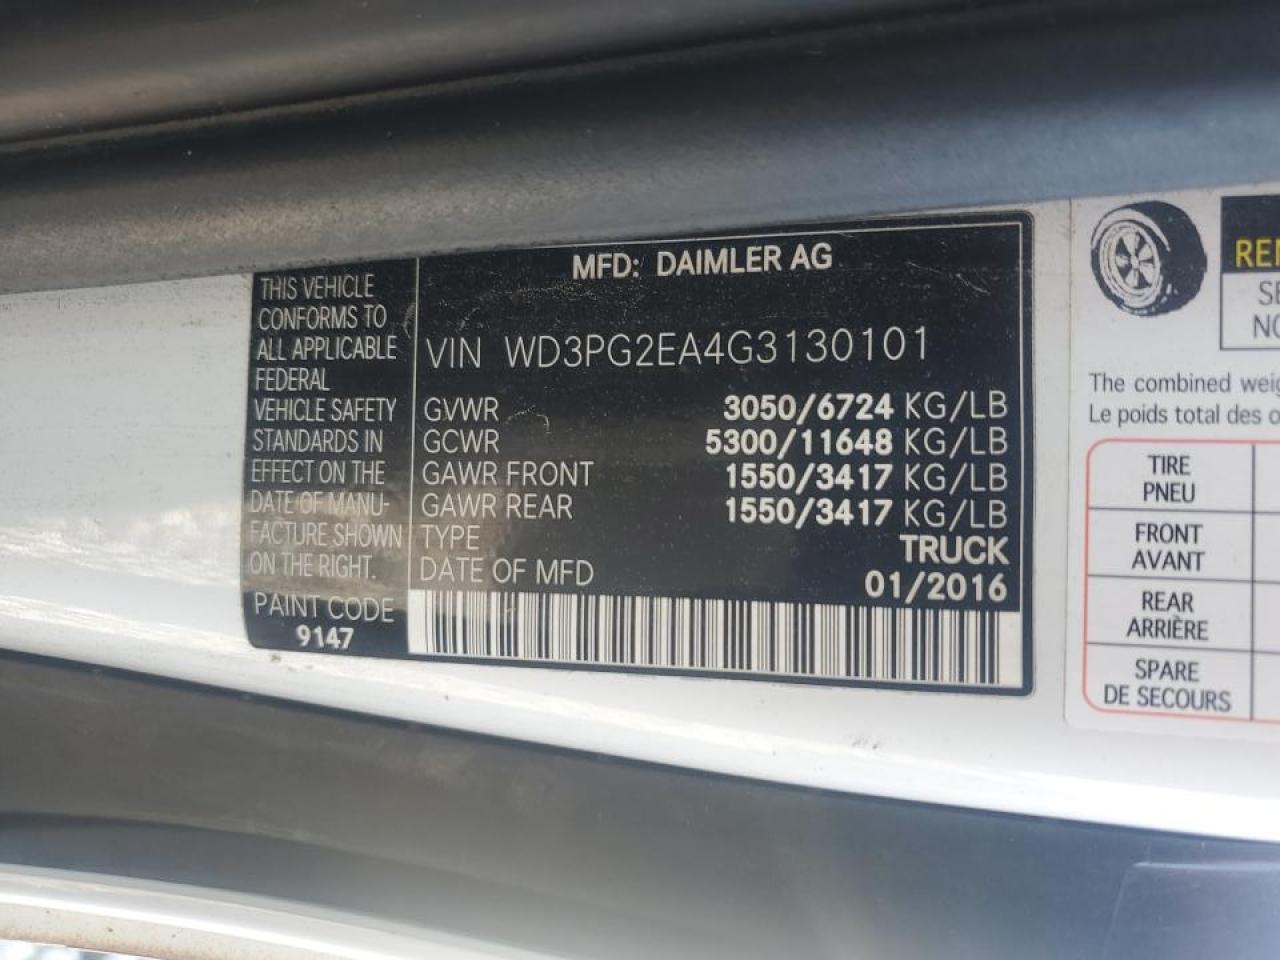 MFD: DAIMLER AG
THIS VEHICLE
CONFORMS TO
ALL APPLICABLE
FEDERAL
VEHICLE SAFETY
STANDARDS IN
EFFECT ON THE
DATE OF MANU-
FACTURE SHOWN
ON THE RIGHT.
PAINT CODE
9147
VIN WD3PG2EA4G3130101
GVWR 3050/6724 KG/LB
GCWR 5300/11648 KG/LB
GAWR FRONT 1550/3417 KG/LB
GAWR REAR 1550/3417 KG/LB
TYPE TRUCK
DATE OF MFD 01/2016
The combined
Le poids total des
TIRE
PNEU
FRONT
AVANT
REAR
ARRIÈRE
SPARE
DE SECOURS